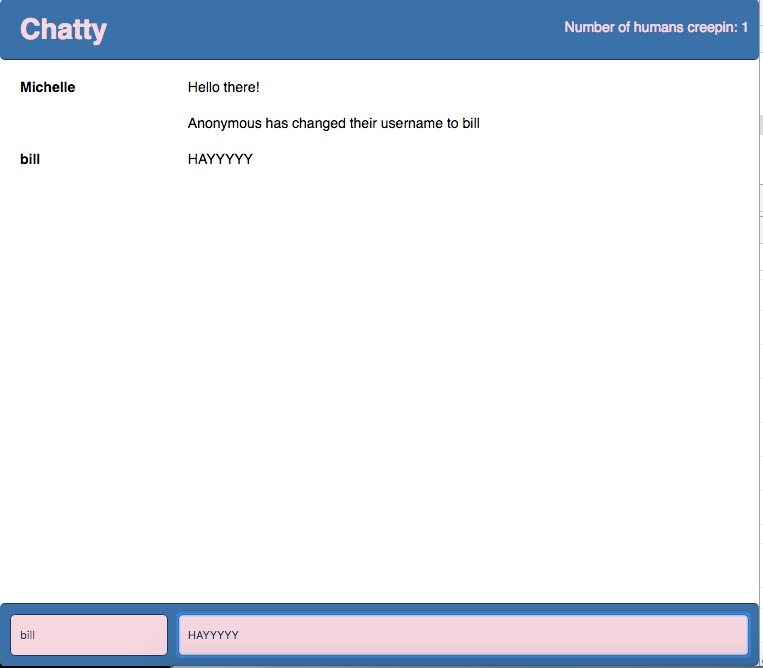 Chatty
Number of humans creepin: 1
Michelle Hello there!
Anonymous has changed their username to bill
bill HAYYYYY
bill HAYYYYY